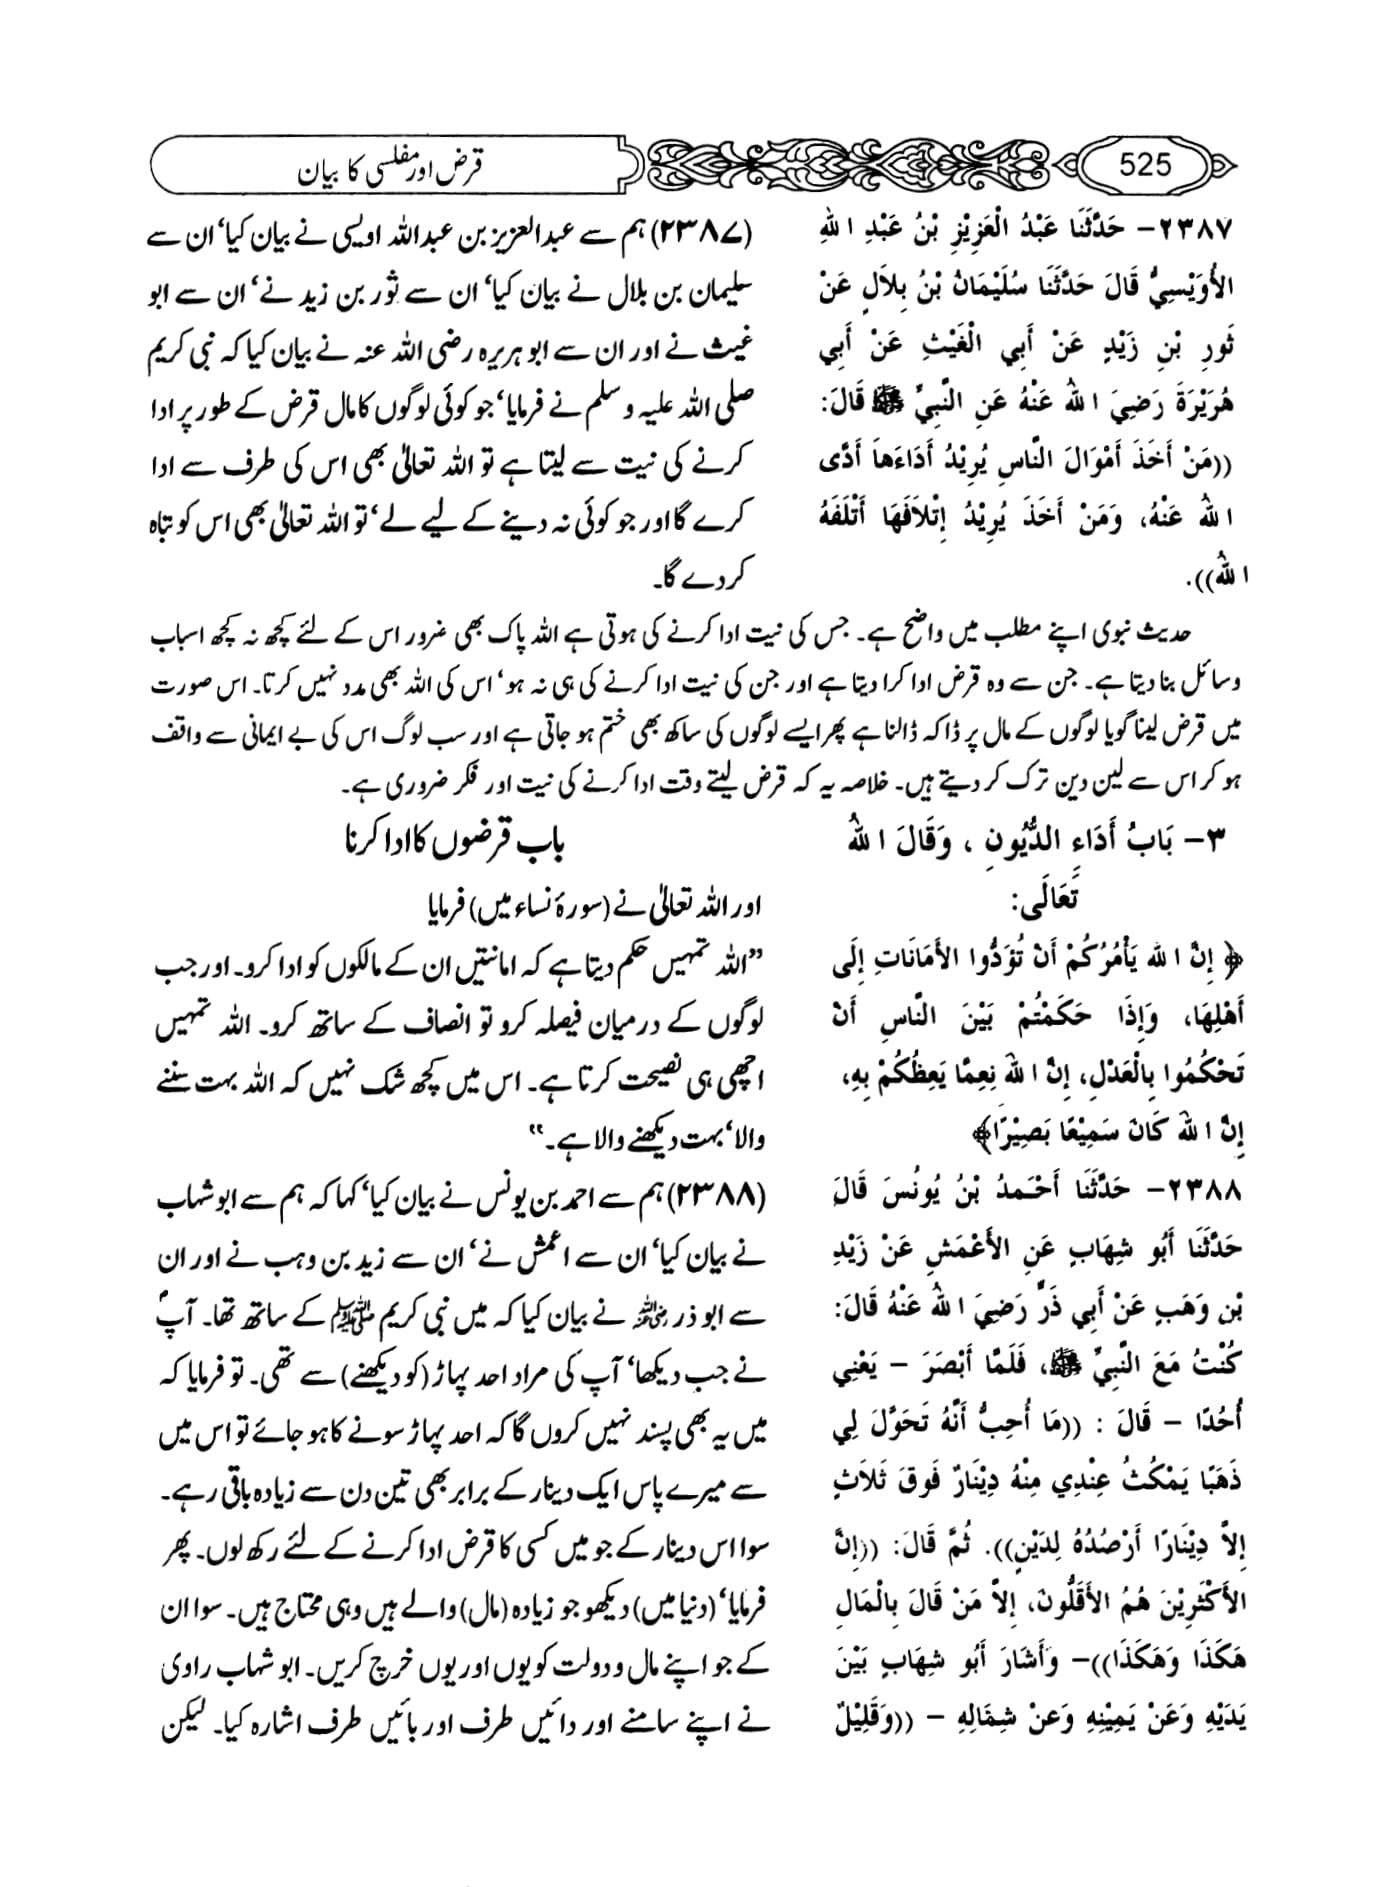 525
قرض اور مفلسی کا بیان
٢٣٨٧– حَدَّثَنَا عَبْدُ الْعَزِيْزِ بْنُ عَبْدِ اللهِ
الأُوَيْسِيُّ قَالَ حَدَّثَنَا سُلَيْمَانُ بْنُ بِلاَلٍ عَنْ
ثَورِ بْنِ زَيْدٍ عَنْ أَبِي الْغَيْثِ عَنْ أَبِي
هُرَيْرَةَ رَضِيَ اللهُ عَنْهُ عَنِ النَّبِيِّ ﷺ قَالَ:
((مَنْ أَخَذَ أَمْوَالَ النَّاسِ يُرِيْدُ أَدَاءَهاَ أَدَّى
اللهُ عَنْهُ، وَمَنْ أَخَذَ يُرِيْدُ إِتْلاَفَهَا أَتْلَفَهُ
اللهُ)).
(۲۳۸۷) ہم سے عبدالعزیز بن عبداللہ اویسی نے بیان کیا‘ ان سے
سلیمان بن بلال نے بیان کیا‘ ان سے ثور بن زید نے‘ ان سے ابو
غیث نے اور ان سے ابو ہریرہ رضی اللہ عنہ نے بیان کیا کہ نبی کریم
صلی اللہ علیہ و سلم نے فرمایا‘ جو کوئی لوگوں کا مال قرض کے طور پر ادا
کرنے کی نیت سے لیتا ہے تو اللہ تعالیٰ بھی اس کی طرف سے ادا
کرے گا اور جو کوئی نہ دینے کے لیے لے‘ تو اللہ تعالیٰ بھی اس کو تباہ
کردے گا۔
حدیث نبوی اپنے مطلب میں واضح ہے۔ جس کی نیت ادا کرنے کی ہوتی ہے اللہ پاک بھی ضرور اس کے لئے کچھ نہ کچھ اسباب
وسائل بنا دیتا ہے۔ جن سے وہ قرض ادا کرا دیتا ہے اور جن کی نیت ادا کرنے کی ہی نہ ہو‘ اس کی اللہ بھی مدد نہیں کرتا۔ اس صورت
میں قرض لینا گویا لوگوں کے مال پر ڈاکہ ڈالنا ہے پھر ایسے لوگوں کی ساکھ بھی ختم ہو جاتی ہے اور سب لوگ اس کی بے ایمانی سے واقف
ہو کر اس سے لین دین ترک کر دیتے ہیں۔ خلاصہ یہ کہ قرض لیتے وقت ادا کرنے کی نیت اور فکر ضروری ہے۔
٣– بَابُ أَدَاءِ الدُّيُونِ ، وَقَالَ اللهُ
تَعَالَى:
﴿إِنَّ اللهَ يَأْمُرُكُمْ أَنْ تُؤَدُّوا الأَمَانَاتِ إِلَى
أَهْلِهَا، وَإِذَا حَكَمْتُمْ بَيْنَ النَّاسِ أَنْ
تَحْكُمُوا بِالْعَدْلِ، إِنَّ اللهَ نِعِمَّا يَعِظُكُمْ بِهِ،
إِنَّ اللهَ كَانَ سَمِيْعًا بَصِيْرًا﴾
باب قرضوں کا ادا کرنا
اور اللہ تعالیٰ نے (سورۂ نساء میں) فرمایا
”اللہ تمہیں حکم دیتا ہے کہ امانتیں ان کے مالکوں کو ادا کرو۔ اور جب
لوگوں کے درمیان فیصلہ کرو تو انصاف کے ساتھ کرو۔ اللہ تمہیں
اچھی ہی نصیحت کرتا ہے۔ اس میں کچھ شک نہیں کہ اللہ بہت سننے
والا‘ بہت دیکھنے والا ہے۔“
٢٣٨٨– حَدَّثَنَا أَحْمَدُ بْنُ يُونُسَ قَالَ
حَدَّثَنَا أَبُو شِهَابٍ عَنِ الأَعْمَشِ عَنْ زَيْدِ
بْنِ وَهَبٍ عَنْ أَبِي ذَرٍّ رَضِيَ اللهُ عَنْهُ قَالَ:
كُنْتُ مَعَ النَّبِيِّ ﷺ، فَلَمَّا أَبْصَرَ – يَعْنِي
أُحُدًا – قَالَ : ((مَا أُحِبُّ أَنَّهُ تَحَوَّلَ لِي
ذَهَبًا يَمْكُثُ عِنْدِي مِنْهُ دِيْنَارٌ فَوقَ ثَلاَثٍ
إِلاَّ دِيْنَارًا أَرْصُدُهُ لِدَيْنٍ)). ثُمَّ قَالَ: ((إِنَّ
الأَكْثَرِيْنَ هُمُ الأَقَلُّونَ، إِلاَّ مَنْ قَالَ بِالْمَالِ
هَكَذَا وَهَكَذَا))– وَأَشَارَ أَبُو شِهَابٍ بَيْنَ
يَدَيْهِ وَعَنْ يَمِيْنِهِ وَعَنْ شِمَالِهِ – ((وَقَلِيْلٌ
(۲۳۸۸) ہم سے احمد بن یونس نے بیان کیا‘ کہا کہ ہم سے ابو شہاب
نے بیان کیا‘ ان سے اعمش نے‘ ان سے زید بن وہب نے اور ان
سے ابو ذر رضی اللہ عنہ نے بیان کیا کہ میں نبی کریم ﷺ کے ساتھ تھا۔ آپؐ
نے جب دیکھا‘ آپ کی مراد احد پہاڑ (کو دیکھنے) سے تھی۔ تو فرمایا کہ
میں یہ بھی پسند نہیں کروں گا کہ احد پہاڑ سونے کا ہو جائے تو اس میں
سے میرے پاس ایک دینار کے برابر بھی تین دن سے زیادہ باقی رہے۔
سوا اس دینار کے جو میں کسی کا قرض ادا کرنے کے لئے رکھ لوں۔ پھر
فرمایا‘ (دنیا میں) دیکھو جو زیادہ (مال) والے ہیں وہی محتاج ہیں۔ سوا ان
کے جو اپنے مال و دولت کو یوں اور یوں خرچ کریں۔ ابو شہاب راوی
نے اپنے سامنے اور دائیں طرف اور بائیں طرف اشارہ کیا۔ لیکن